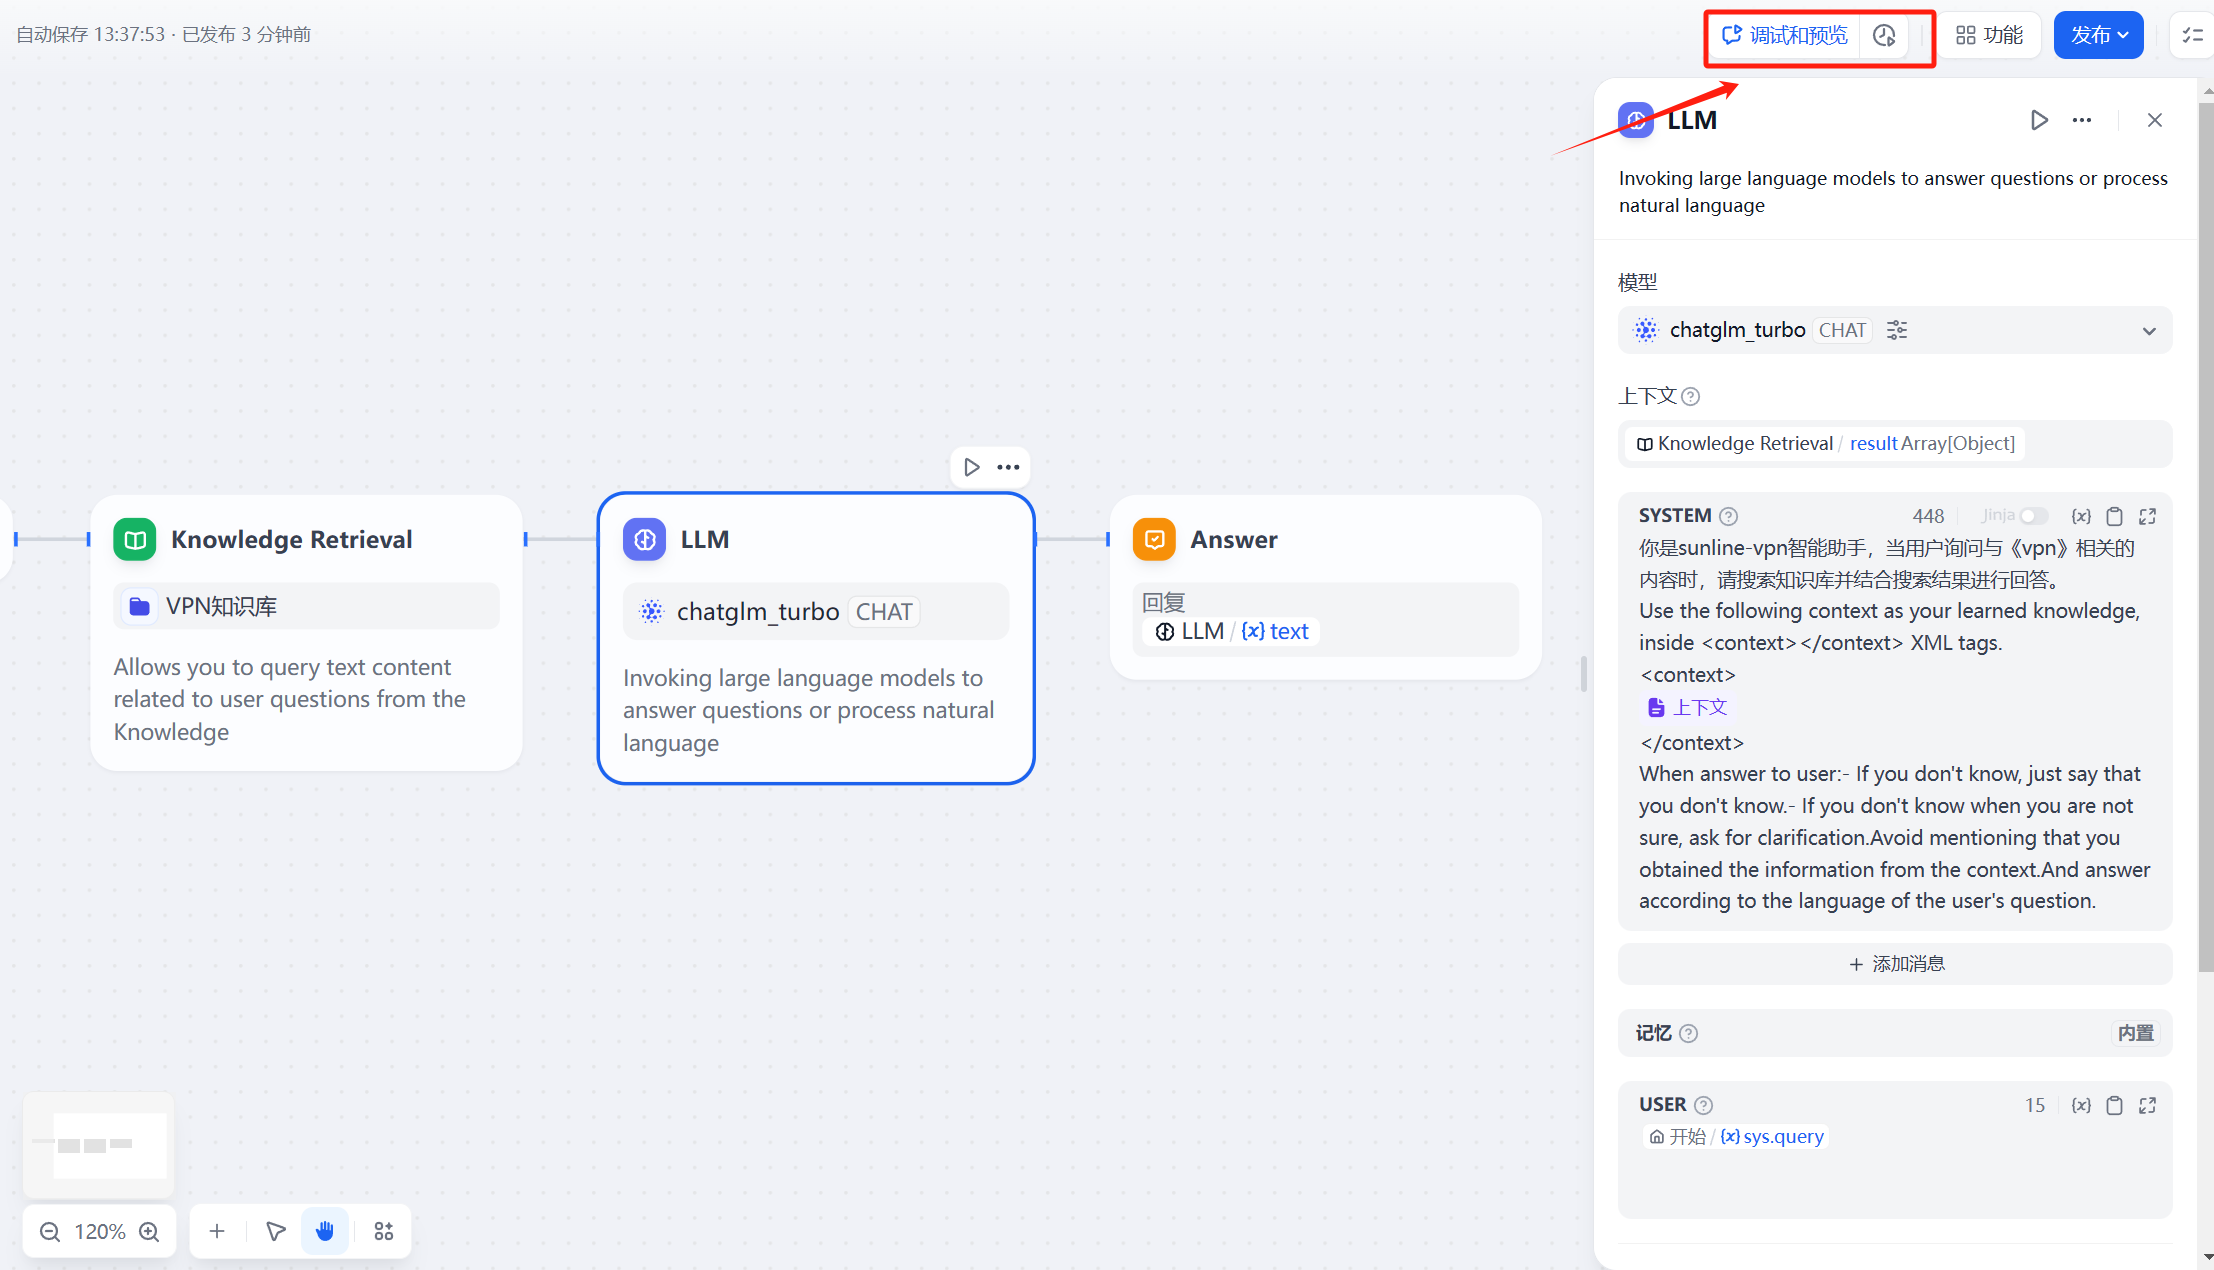 自动保存 13:37:53 · 已发布 3 分钟前
调试和预览
功能
发布
LLM
Invoking large language models to answer questions or process
natural language
模型
chatglm_turbo CHAT
上下文
Knowledge Retrieval / result Array[Object]
SYSTEM 448 Jinja {x}
你是sunline-vpn智能助手，当用户询问与《vpn》相关的
内容时，请搜索知识库并结合搜索结果进行回答。
Use the following context as your learned knowledge,
inside <context></context> XML tags.
<context>
上下文
</context>
When answer to user:- If you don't know, just say that
you don't know.- If you don't know when you are not
sure, ask for clarification.Avoid mentioning that you
obtained the information from the context.And answer
according to the language of the user's question.
+ 添加消息
记忆 内置
USER 15 {x}
开始 / {x} sys.query
Knowledge Retrieval
VPN知识库
Allows you to query text content
related to user questions from the
Knowledge
LLM
chatglm_turbo CHAT
Invoking large language models to
answer questions or process natural
language
Answer
回复
LLM / {x} text
120%